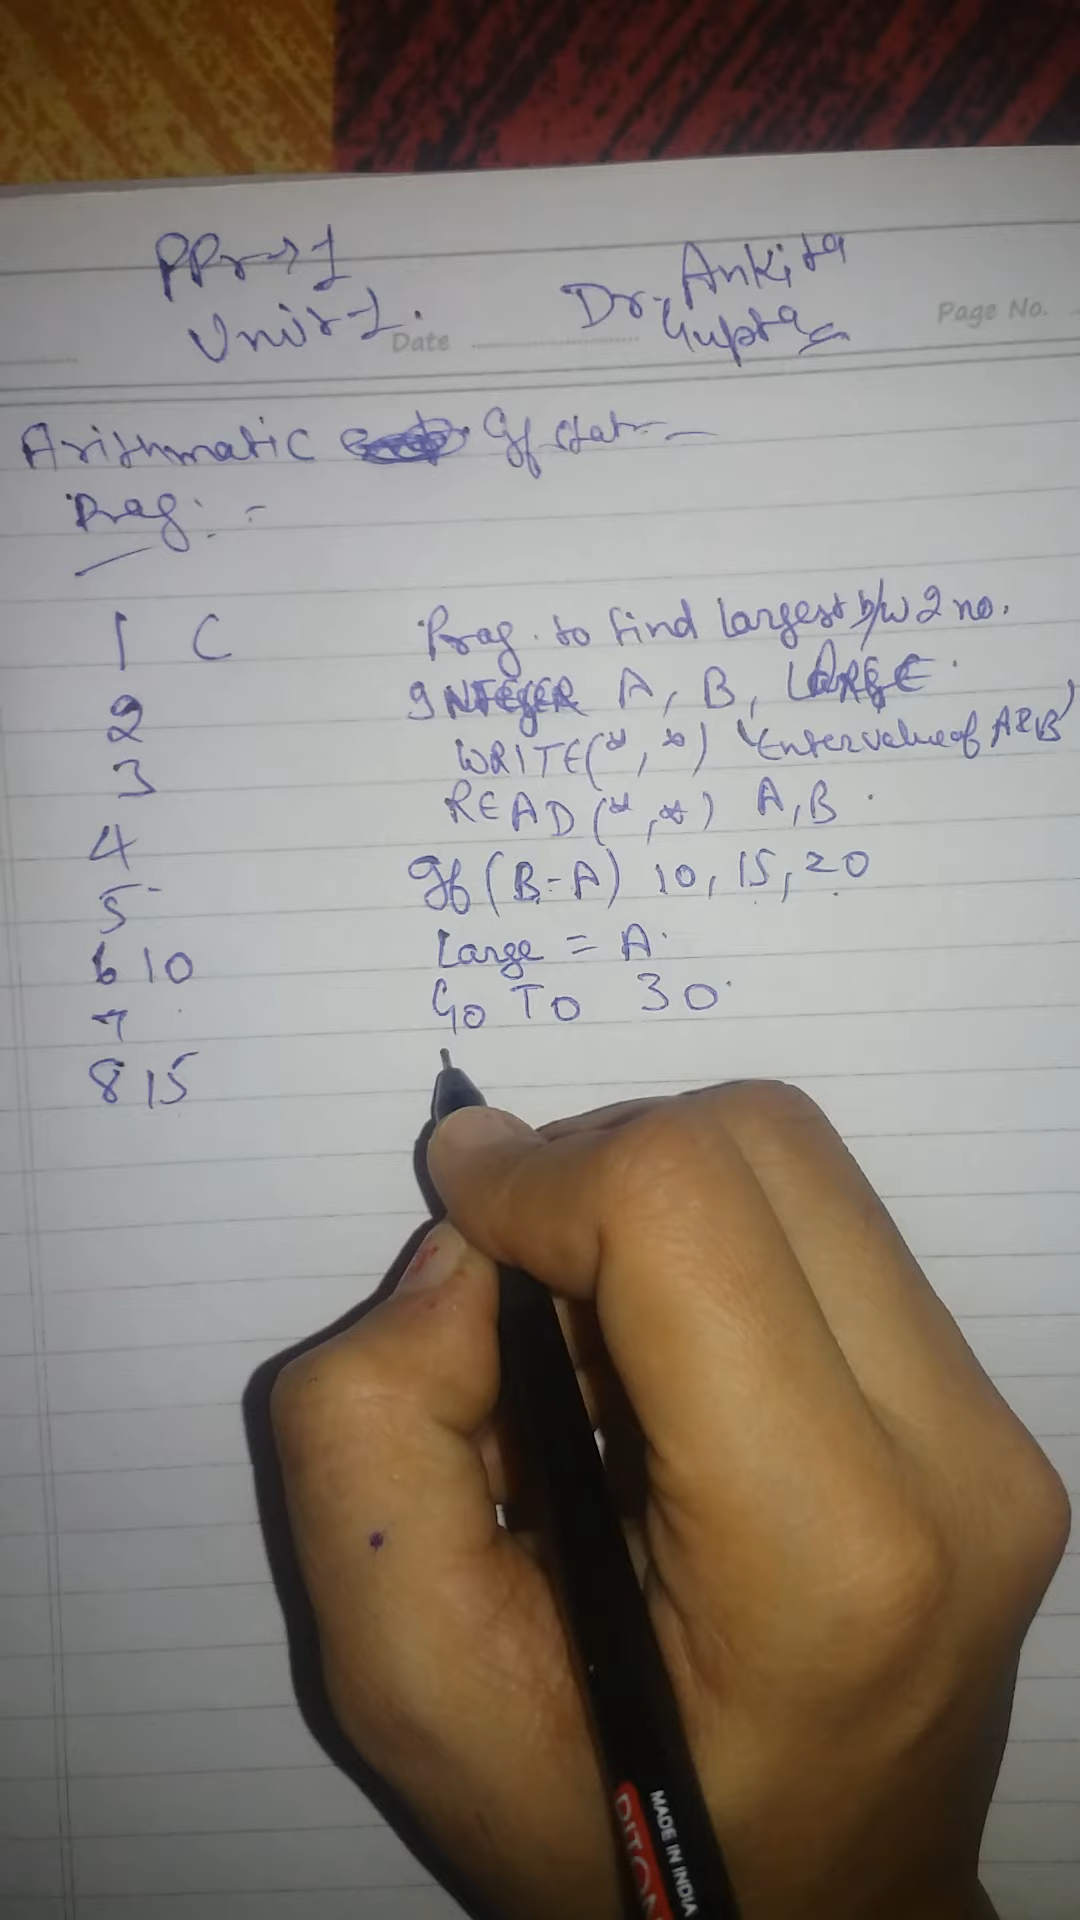 PPr→1
Unit-1.
Dr. Ankita
Gupta
Date
Page No.
Arithmatic If stat.-
Prog. :-
1 C Prog. to find largest b/w 2 no.
2 INTEGER A, B, LARGE
3 WRITE(*,*) 'Enter value of A & B'
4 READ(*,*) A, B
5 If (B-A) 10, 15, 20
6 10 Large = A
7 Go To 30
8 15
MADE IN INDIA